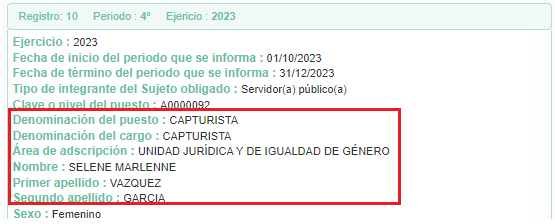 Registro: 10 Periodo : 4º Ejericio : 2023
Ejercicio : 2023
Fecha de inicio del periodo que se informa : 01/10/2023
Fecha de término del periodo que se informa : 31/12/2023
Tipo de integrante del Sujeto obligado : Servidor(a) público(a)
Clave o nivel del puesto : A0000092
Denominación del puesto : CAPTURISTA
Denominación del cargo : CAPTURISTA
Área de adscripción : UNIDAD JURÍDICA Y DE IGUALDAD DE GÉNERO
Nombre : SELENE MARLENNE
Primer apellido : VAZQUEZ
Segundo apellido : GARCIA
Sexo : Femenino